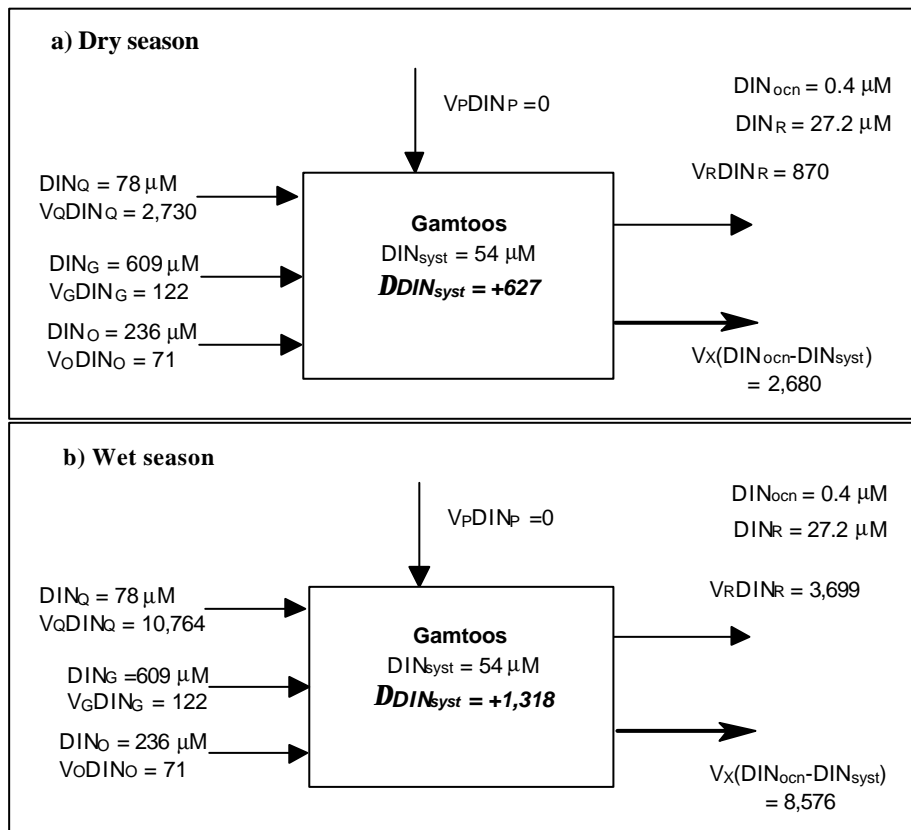 a) Dry season
VPDINP=0
DINocn = 0.4 µM
DINR = 27.2 µM
VRDINR = 870
DINQ = 78 µM
VQDINQ = 2,730
DING = 609 µM
VGDING = 122
DINO = 236 µM
VODINO = 71
Gamtoos
DINsyst = 54 µM
DDINsyst = +627
VX(DINocn-DINsyst)
= 2,680
b) Wet season
VPDINP =0
DINocn = 0.4 µM
DINR = 27.2 µM
VRDINR = 3,699
DINQ = 78 µM
VQDINQ = 10,764
DING =609 µM
VGDING = 122
DINO = 236 µM
VODINO = 71
Gamtoos
DINsyst = 54 µM
DDINsyst = +1,318
VX(DINocn-DINsyst)
= 8,576